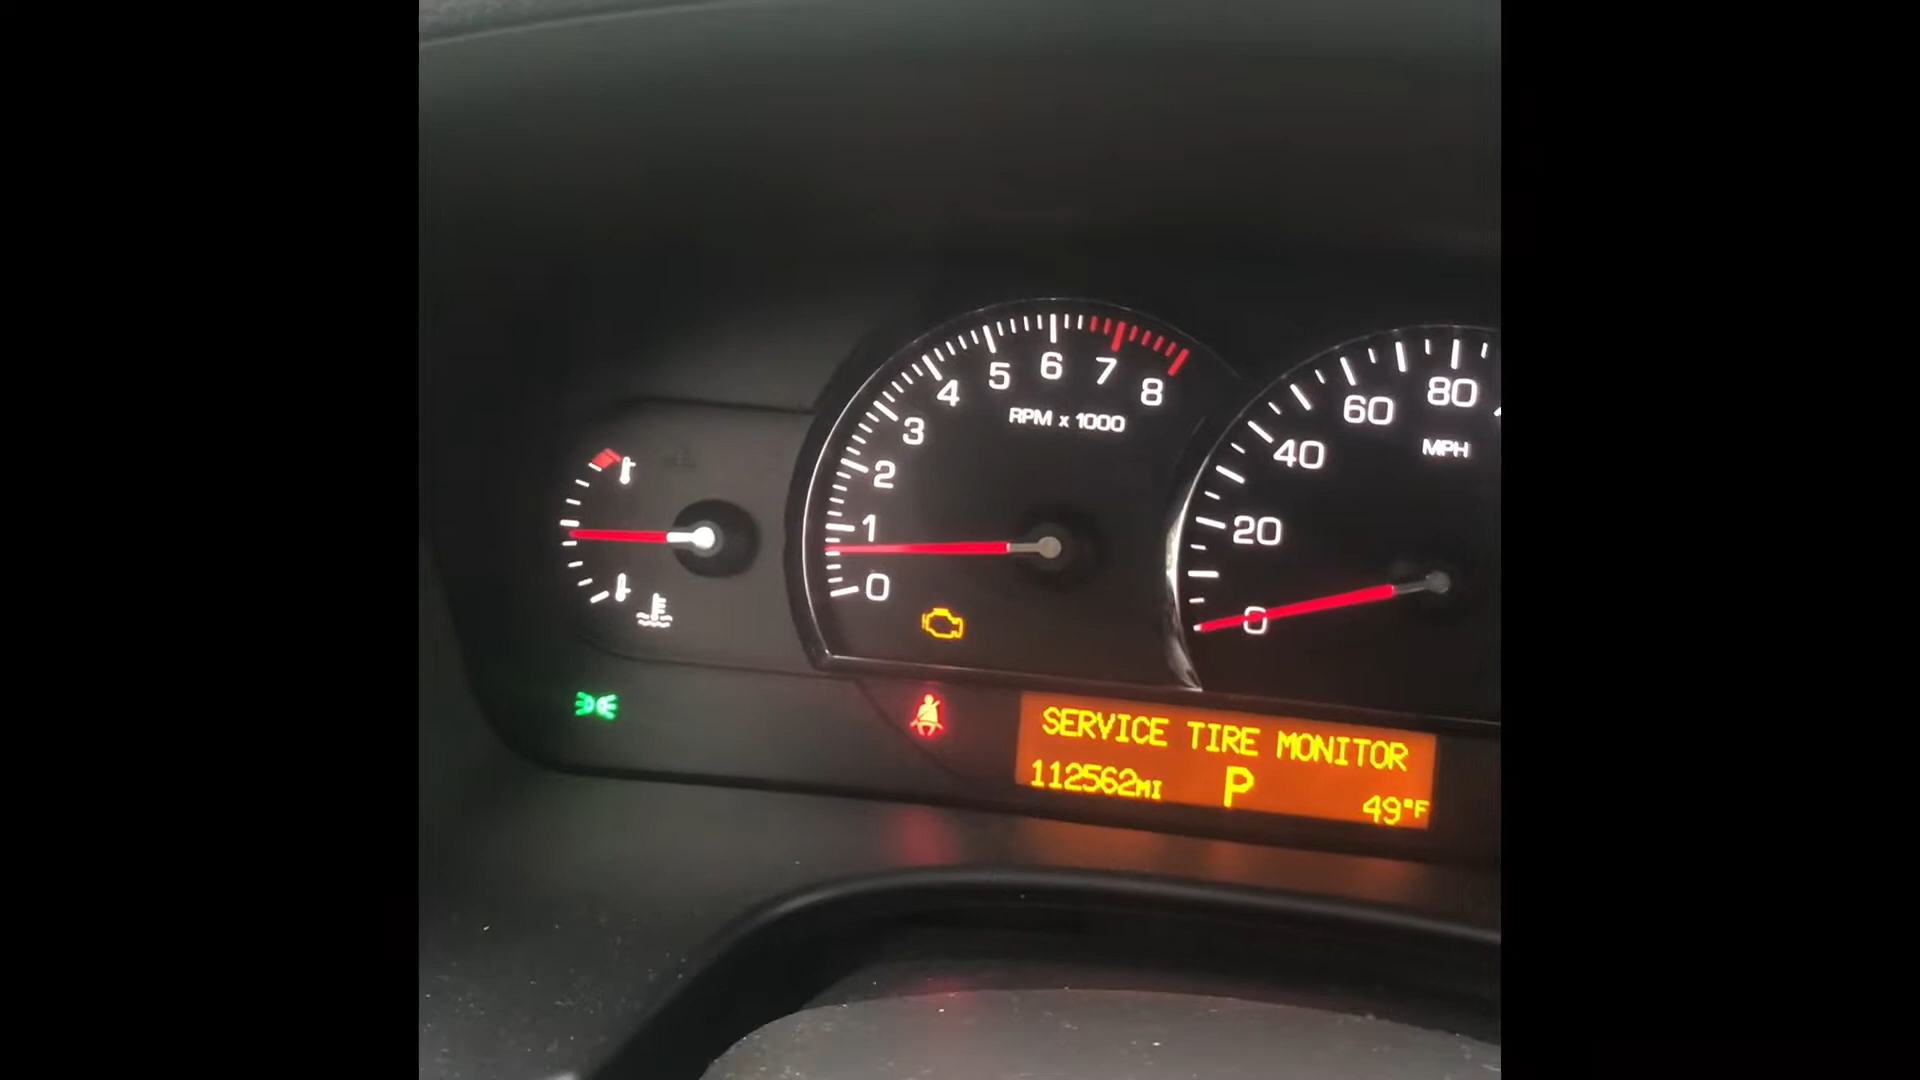 0 1 2 3 4 5 6 7 8
RPM x 1000
0 20 40 60 80
MPH
SERVICE TIRE MONITOR
112562MI P 49°F